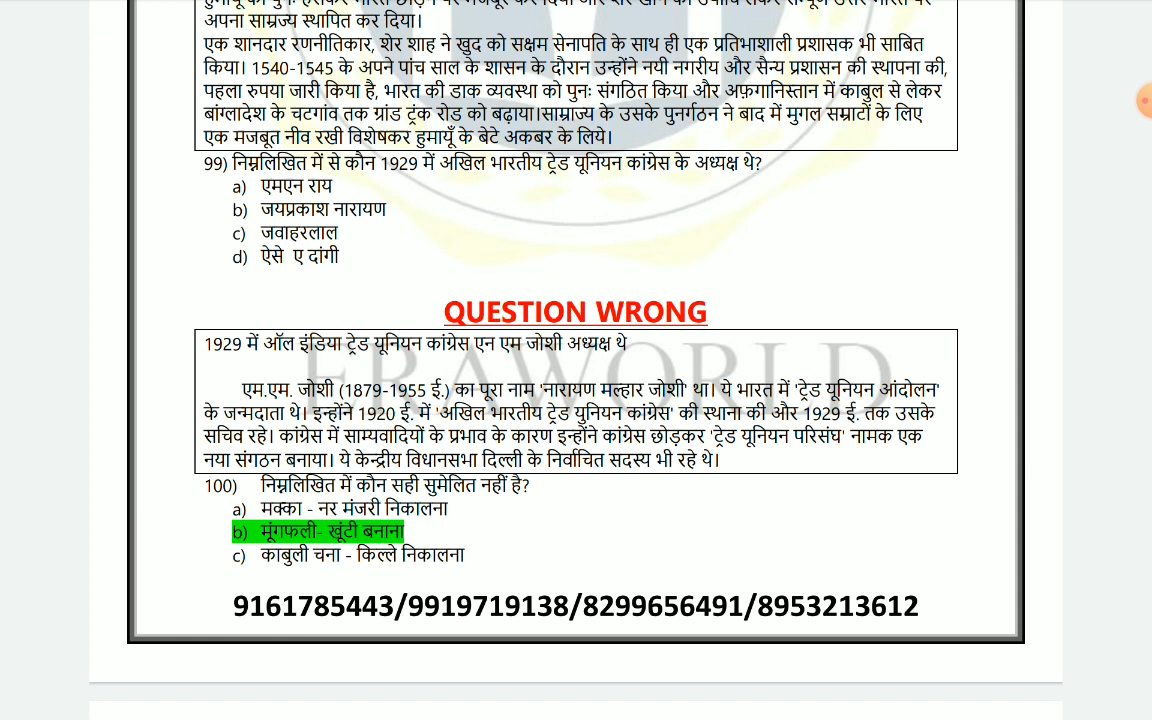 अपना साम्रज्य स्थापित कर दिया।
एक शानदार रणनीतिकार, शेर शाह ने खुद को सक्षम सेनापति के साथ ही एक प्रतिभाशाली प्रशासक भी साबित
किया। 1540-1545 के अपने पांच साल के शासन के दौरान उन्होंने नयी नगरीय और सैन्य प्रशासन की स्थापना की,
पहला रुपया जारी किया है, भारत की डाक व्यवस्था को पुनः संगठित किया और अफ़गानिस्तान में काबुल से लेकर
बांग्लादेश के चटगांव तक ग्रांड ट्रंक रोड को बढ़ाया।साम्राज्य के उसके पुनर्गठन ने बाद में मुगल सम्राटों के लिए
एक मजबूत नीव रखी विशेषकर हुमायूँ के बेटे अकबर के लिये।
99) निम्नलिखित में से कौन 1929 में अखिल भारतीय ट्रेड यूनियन कांग्रेस के अध्यक्ष थे?
a) एमएन राय
b) जयप्रकाश नारायण
c) जवाहरलाल
d) ऐसे ए दांगी
QUESTION WRONG
1929 में ऑल इंडिया ट्रेड यूनियन कांग्रेस एन एम जोशी अध्यक्ष थे
ERAWORLD
एम.एम. जोशी (1879-1955 ई.) का पूरा नाम 'नारायण मल्हार जोशी' था। ये भारत में 'ट्रेड यूनियन आंदोलन'
के जन्मदाता थे। इन्होंने 1920 ई. में 'अखिल भारतीय ट्रेड युनियन कांग्रेस' की स्थाना की और 1929 ई. तक उसके
सचिव रहे। कांग्रेस में साम्यवादियों के प्रभाव के कारण इन्होंने कांग्रेस छोड़कर 'ट्रेड यूनियन परिसंघ' नामक एक
नया संगठन बनाया। ये केन्द्रीय विधानसभा दिल्ली के निर्वाचित सदस्य भी रहे थे।
100) निम्नलिखित में कौन सही सुमेलित नहीं है?
a) मक्का - नर मंजरी निकालना
b) मूंगफली- खूंटी बनाना
c) काबुली चना - किल्ले निकालना
9161785443/9919719138/8299656491/8953213612